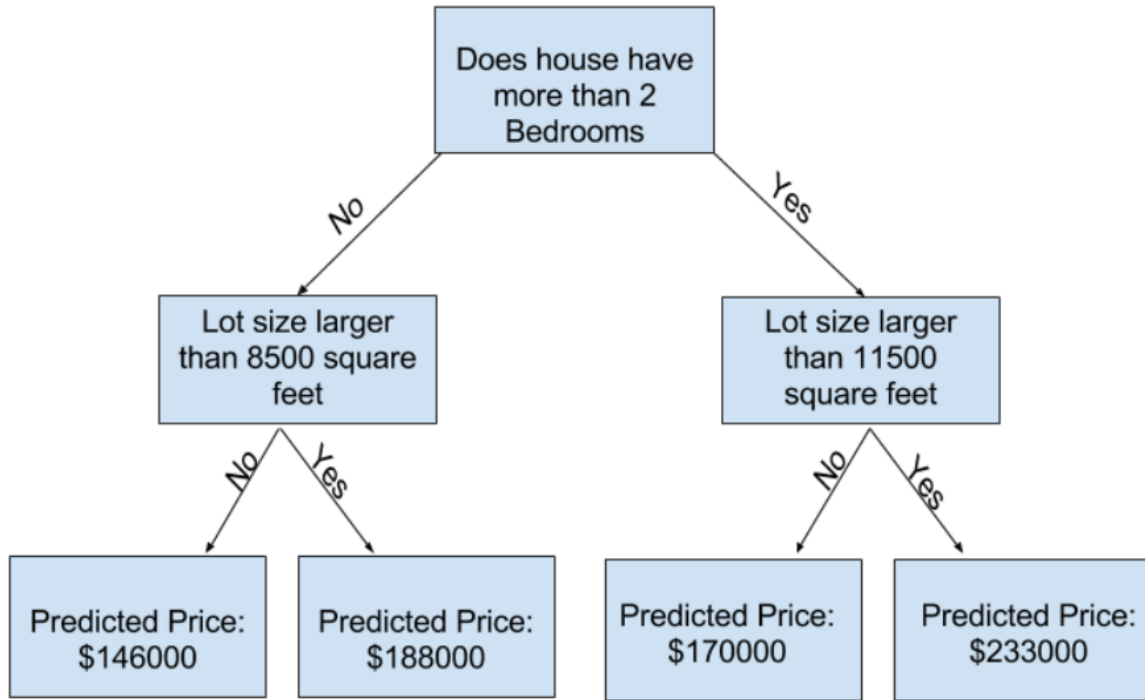 Does house have
more than 2
Bedrooms
No
Yes
Lot size larger
than 8500 square
feet
Lot size larger
than 11500
square feet
No
Yes
No
Yes
Predicted Price:
$146000
Predicted Price:
$188000
Predicted Price:
$170000
Predicted Price:
$233000